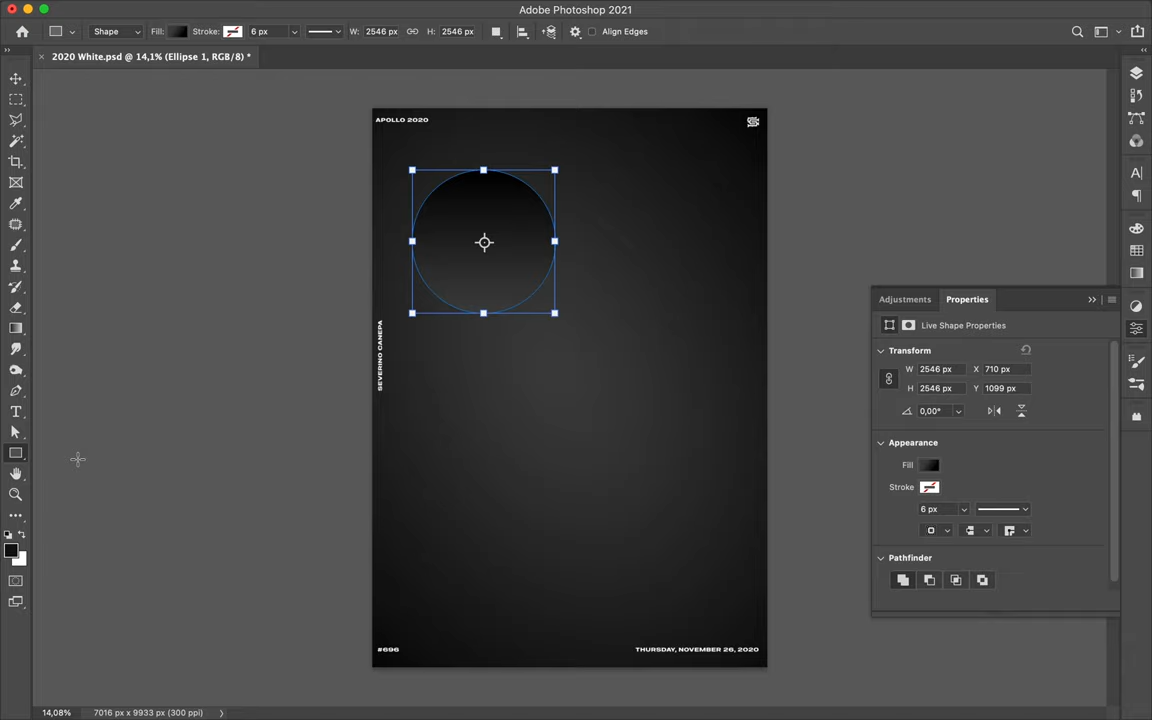 Adobe Photoshop 2021
Shape Fill: Stroke: 6 px W: 2546 px H: 2546 px Align Edges
2020 White.psd @ 14,1% (Ellipse 1, RGB/8) *
APOLLO 2020
SEVERINO CANEPA
#696
THURSDAY, NOVEMBER 26, 2020
Adjustments Properties
Live Shape Properties
Transform
W 2546 px X 710 px
H 2546 px Y 1099 px
0,00°
Appearance
Fill
Stroke
6 px
Pathfinder
14,08% 7016 px x 9933 px (300 ppi)